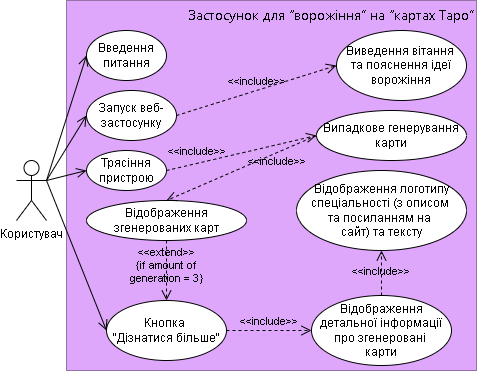 Застосунок для "ворожіння" на "картах Таро"
Введення
питання
Виведення вітання
та пояснення ідеї
ворожіння
<<include>>
Запуск веб-
застосунку
Випадкове генерування
карти
<<include>>
<<include>>
Трясіння
пристрою
Відображення логотипу
спеціальності (з описом
та посиланням на
сайт) та тексту
Відображення
згенерованих карт
Користувач
<<extend>>
{if amount of
generation = 3}
<<include>>
Кнопка
"Дізнатися більше"
<<include>>
Відображення
детальної інформації
про згенеровані
карти